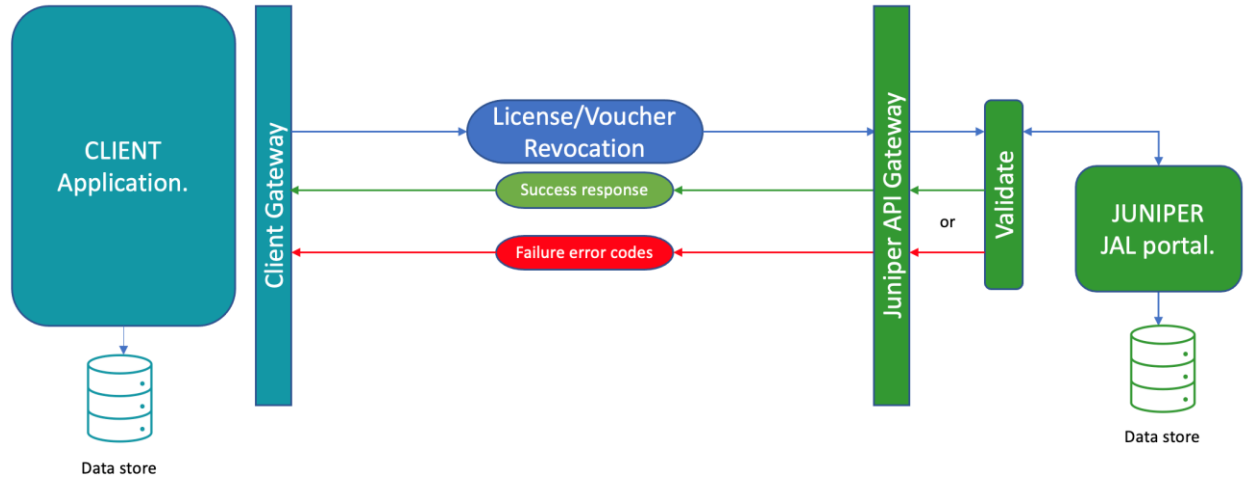 CLIENT
Application.
Client Gateway
License/Voucher
Revocation
Success response
Failure error codes
Juniper API Gateway
or
Validate
JUNIPER
JAL portal.
Data store
Data store